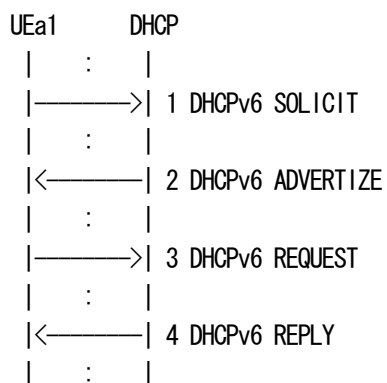 UEa1 DHCP
| : |
|--------->| 1 DHCPv6 SOLICIT
| : |
|<---------| 2 DHCPv6 ADVERTIZE
| : |
|--------->| 3 DHCPv6 REQUEST
| : |
|<---------| 4 DHCPv6 REPLY
| : |